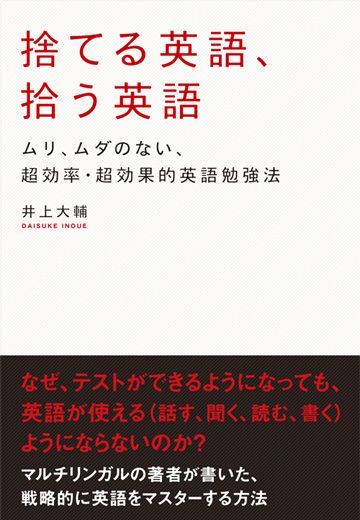 捨てる英語、
拾う英語
ムリ、ムダのない、
超効率・超効果的英語勉強法
井上大輔
DAISUKE INOUE
なぜ、テストができるようになっても、
英語が使える(話す、聞く、読む、書く)
ようにならないのか?
マルチリンガルの著者が書いた、
戦略的に英語をマスターする方法